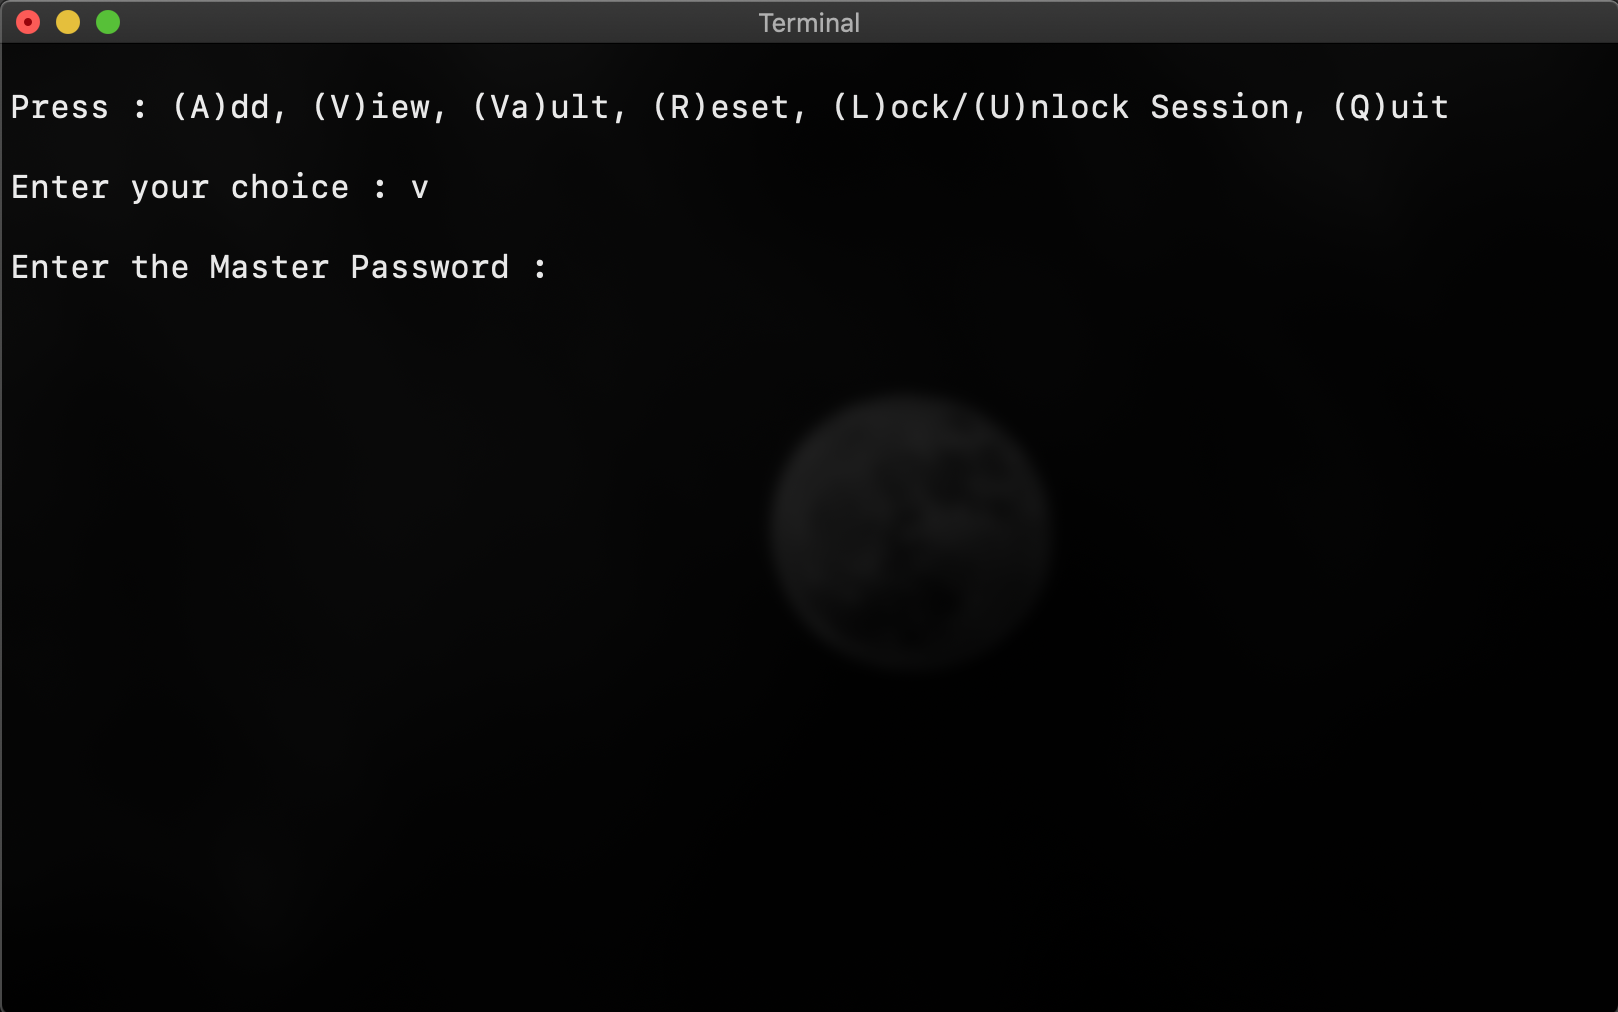 Terminal
Press : (A)dd, (V)iew, (Va)ult, (R)eset, (L)ock/(U)nlock Session, (Q)uit
Enter your choice : v
Enter the Master Password :